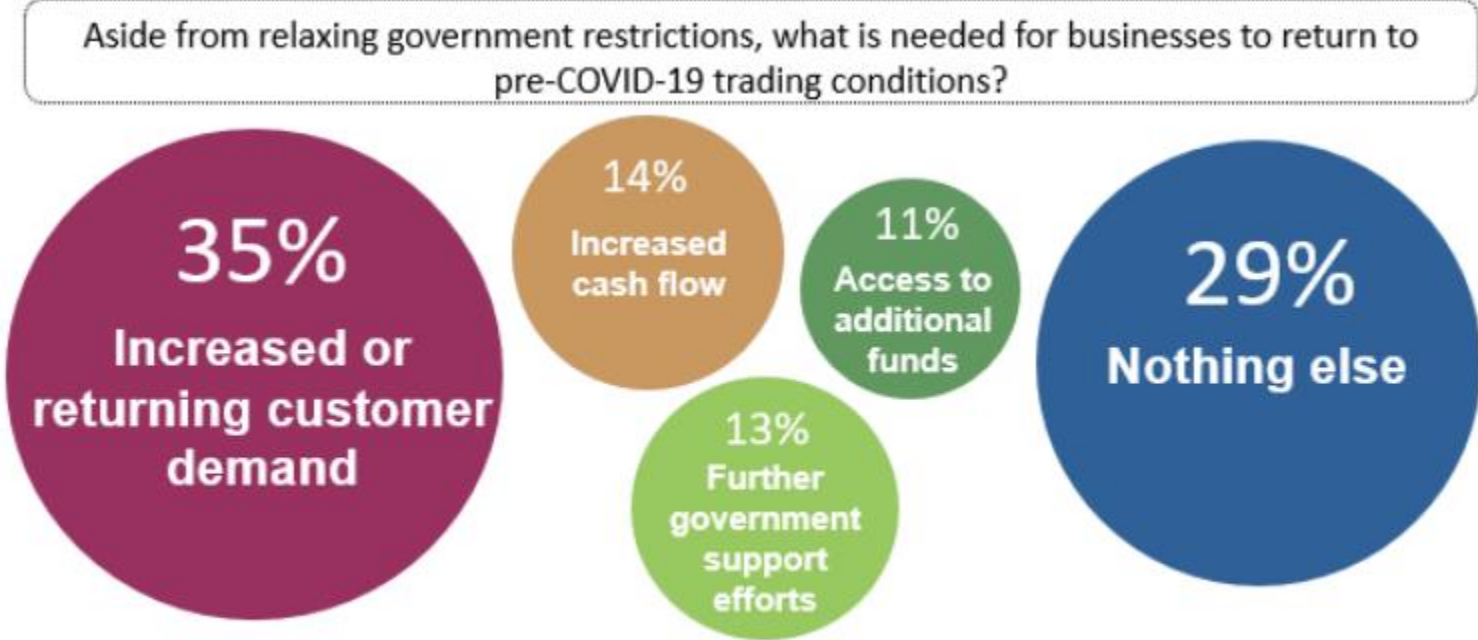 Aside from relaxing government restrictions, what is needed for businesses to return to
pre-COVID-19 trading conditions?
35%
Increased or
returning customer
demand
14%
Increased
cash flow
11%
Access to
additional
funds
13%
Further
government
support
efforts
29%
Nothing else